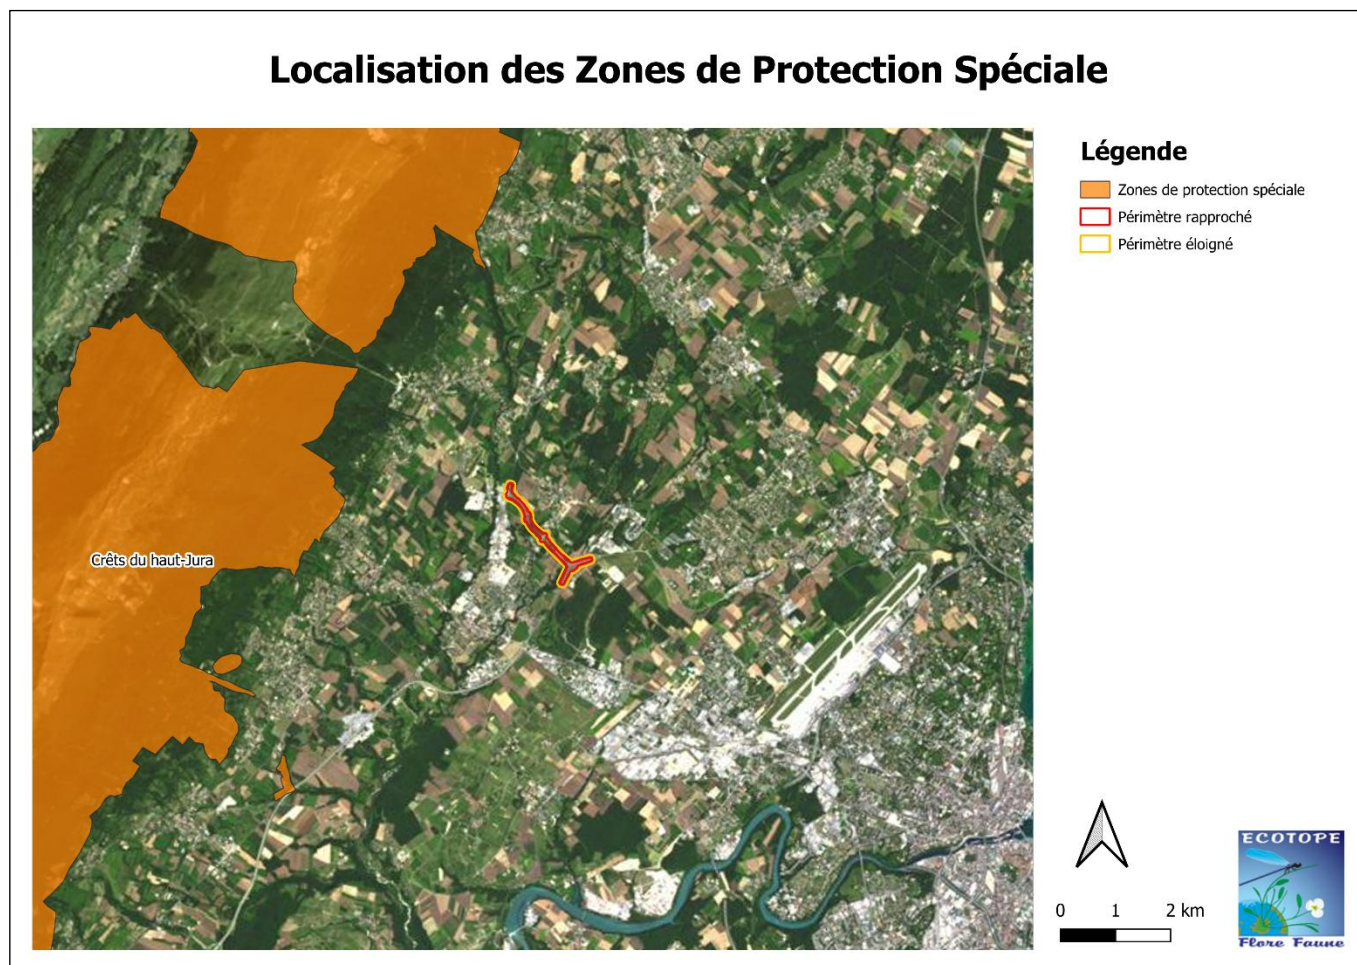 Localisation des Zones de Protection Spéciale
Légende
Zones de protection spéciale
Périmètre rapproché
Périmètre éloigné
Crêts du haut-Jura
0 1 2 km
ECOTOPE
Flore Faune